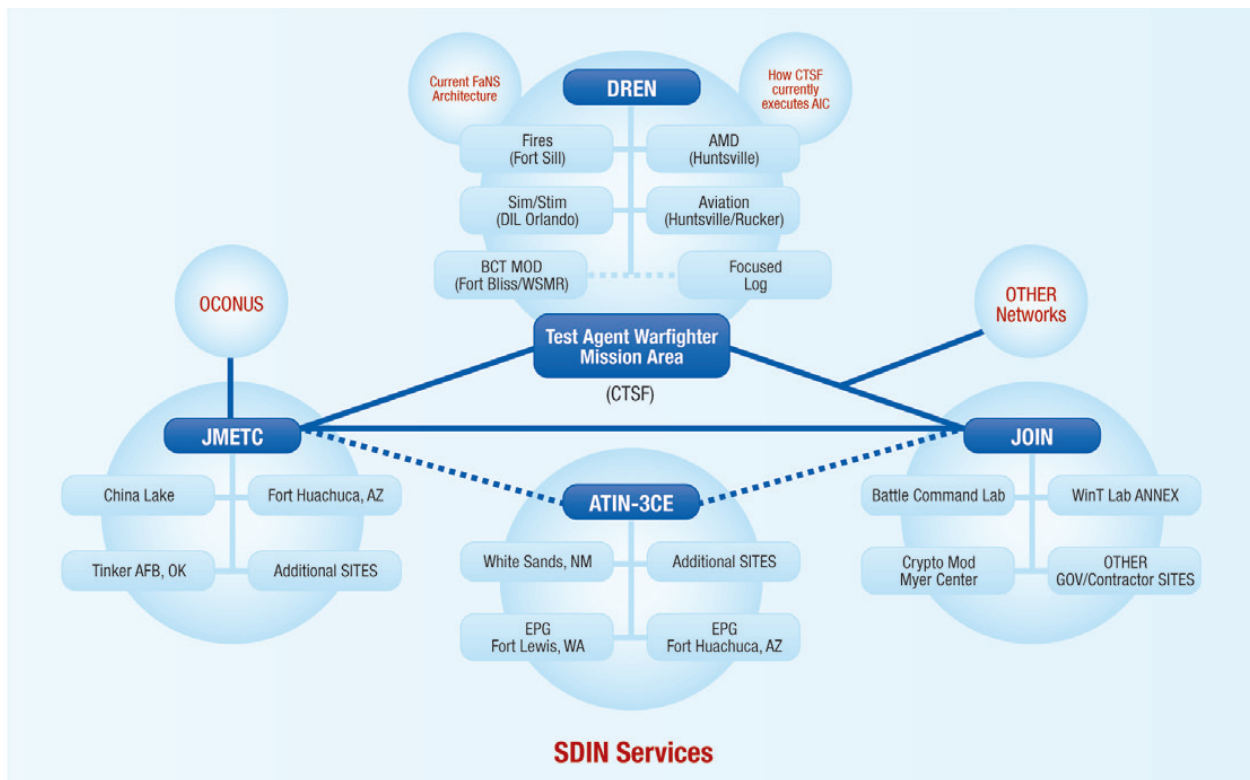 Current FaNS
Architecture
DREN
How CTSF
currently
executes AIC
Fires
(Fort Sill)
AMD
(Huntsville)
Sim/Stim
(DIL Orlando)
Aviation
(Huntsville/Rucker)
BCT MOD
(Fort Bliss/WSMR)
Focused
Log
OCONUS
OTHER
Networks
Test Agent Warfighter
Mission Area
(CTSF)
JMETC
China Lake
Fort Huachuca, AZ
Tinker AFB, OK
Additional SITES
ATIN-3CE
White Sands, NM
Additional SITES
EPG
Fort Lewis, WA
EPG
Fort Huachuca, AZ
JOIN
Battle Command Lab
WinT Lab ANNEX
Crypto Mod
Myer Center
OTHER
GOV/Contractor SITES
SDIN Services